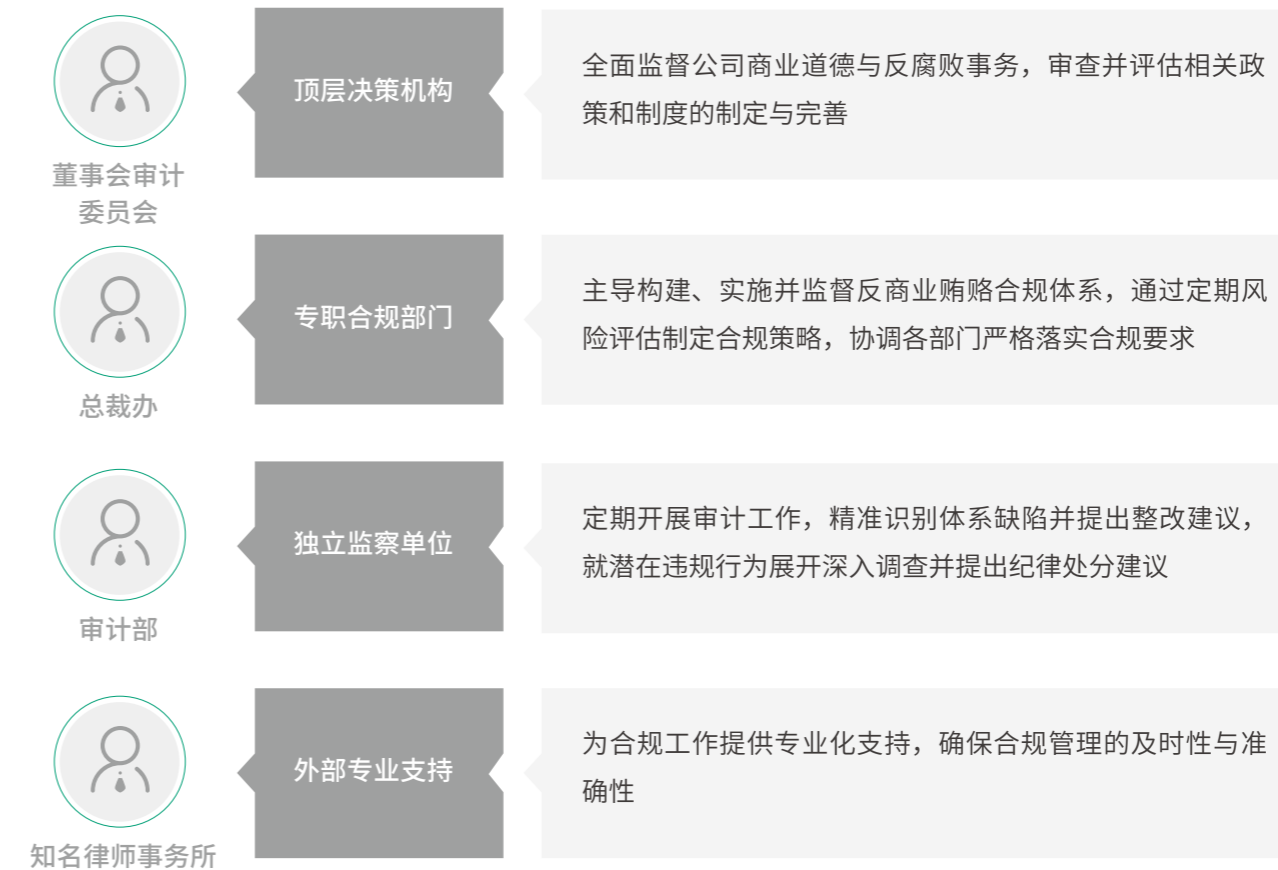 董事会审计
委员会
顶层决策机构
全面监督公司商业道德与反腐败事务，审查并评估相关政
策和制度的制定与完善
总裁办
专职合规部门
主导构建、实施并监督反商业贿赂合规体系，通过定期风
险评估制定合规策略，协调各部门严格落实合规要求
审计部
独立监察单位
定期开展审计工作，精准识别体系缺陷并提出整改建议，
就潜在违规行为展开深入调查并提出纪律处分建议
知名律师事务所
外部专业支持
为合规工作提供专业化支持，确保合规管理的及时性与准
确性